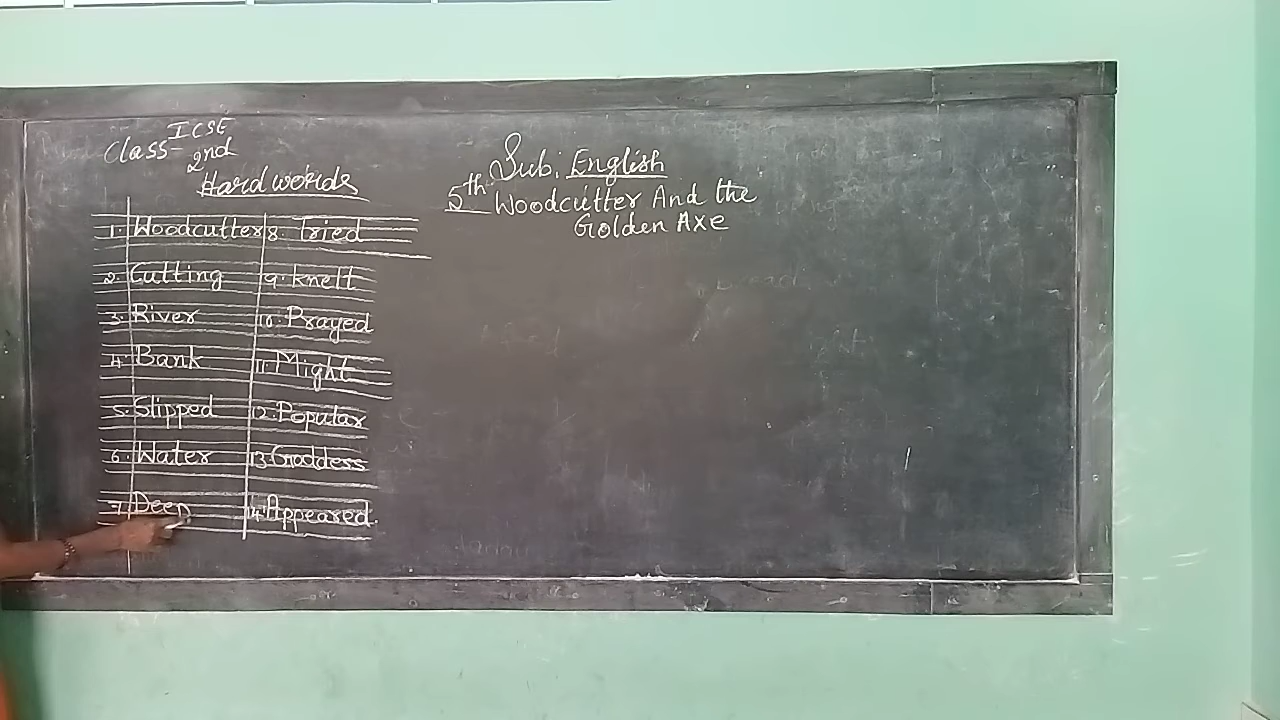 ICSE
Class - 2nd
Hard words
1. Woodcutter
2. Cutting
3. River
4. Bank
5. Slipped
6. Water
7. Deep
8. Tried
9. knelt
10. Prayed
11. Might
12. Popular
13. Goddess
14. Appeared.
Sub: English
5th Woodcutter And the
Golden Axe